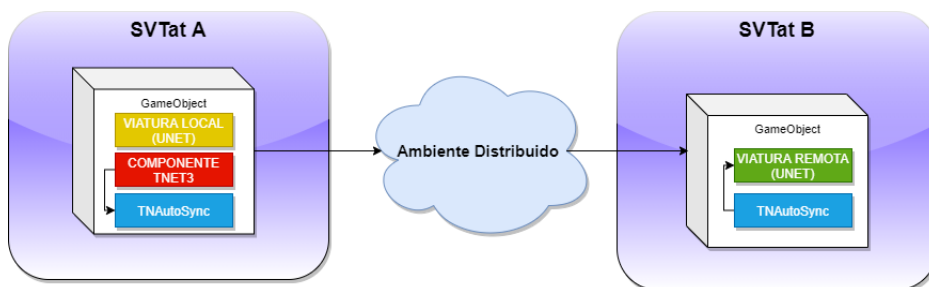 SVTat A
GameObject
VIATURA LOCAL
(UNET)
COMPONENTE
TNET3
TNAutoSync
Ambiente Distribuido
SVTat B
GameObject
VIATURA REMOTA
(UNET)
TNAutoSync